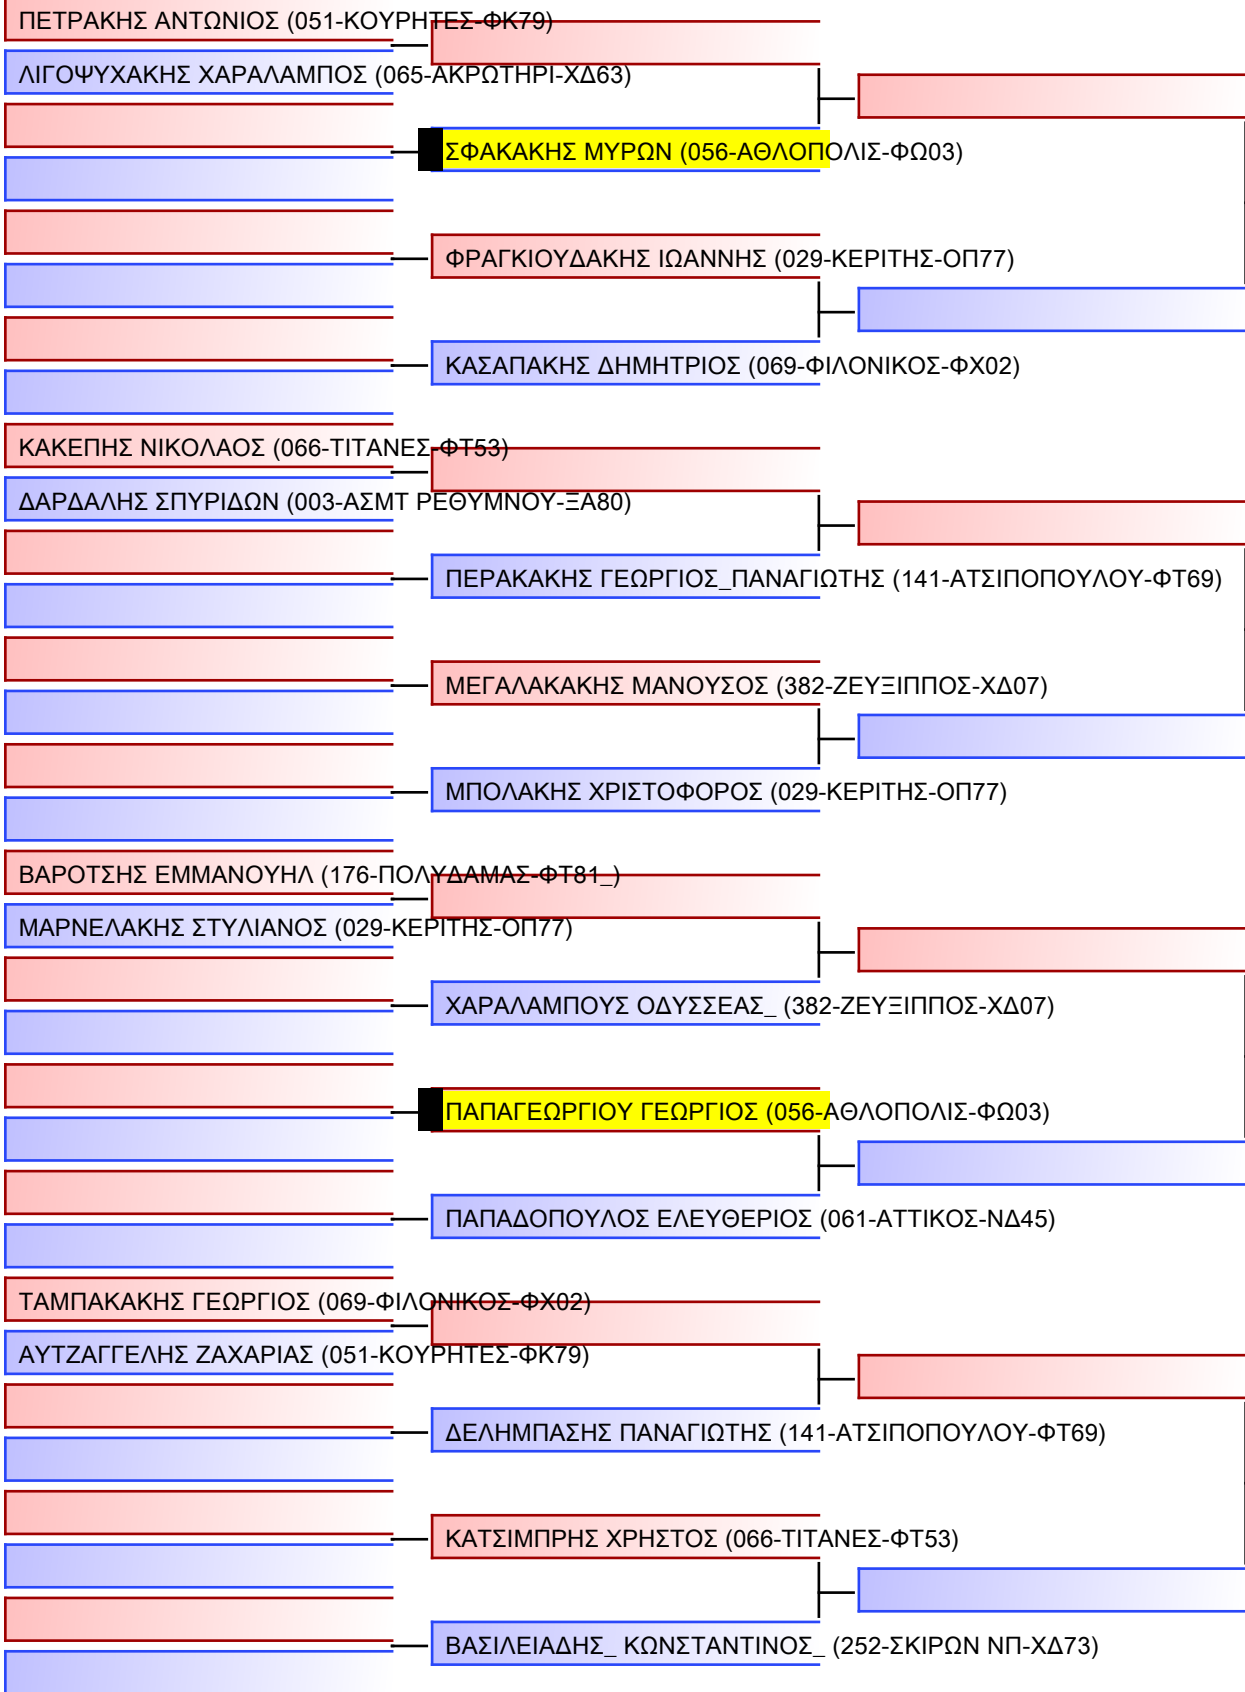 ΠΕΤΡΑΚΗΣ ΑΝΤΩΝΙΟΣ (051-ΚΟΥΡΗΤΕΣ-ΦΚ79)
ΛΙΓΟΨΥΧΑΚΗΣ ΧΑΡΑΛΑΜΠΟΣ (065-ΑΚΡΩΤΗΡΙ-ΧΔ63)
ΣΦΑΚΑΚΗΣ ΜΥΡΩΝ (056-ΑΘΛΟΠΟΛΙΣ-ΦΩ03)
ΦΡΑΓΚΙΟΥΔΑΚΗΣ ΙΩΑΝΝΗΣ (029-ΚΕΡΙΤΗΣ-ΟΠ77)
ΚΑΣΑΠΑΚΗΣ ΔΗΜΗΤΡΙΟΣ (069-ΦΙΛΟΝΙΚΟΣ-ΦΧ02)
ΚΑΚΕΠΗΣ ΝΙΚΟΛΑΟΣ (066-ΤΙΤΑΝΕΣ-ΦΤ53)
ΔΑΡΔΑΛΗΣ ΣΠΥΡΙΔΩΝ (003-ΑΣΜΤ ΡΕΘΥΜΝΟΥ-ΞΑ80)
ΠΕΡΑΚΑΚΗΣ ΓΕΩΡΓΙΟΣ_ΠΑΝΑΓΙΩΤΗΣ (141-ΑΤΣΙΠΟΠΟΥΛΟΥ-ΦΤ69)
ΜΕΓΑΛΑΚΑΚΗΣ ΜΑΝΟΥΣΟΣ (382-ΖΕΥΞΙΠΠΟΣ-ΧΔ07)
ΜΠΟΛΑΚΗΣ ΧΡΙΣΤΟΦΟΡΟΣ (029-ΚΕΡΙΤΗΣ-ΟΠ77)
ΒΑΡΟΤΣΗΣ ΕΜΜΑΝΟΥΗΛ (176-ΠΟΛΥΔΑΜΑΣ-ΦΤ81_)
ΜΑΡΝΕΛΑΚΗΣ ΣΤΥΛΙΑΝΟΣ (029-ΚΕΡΙΤΗΣ-ΟΠ77)
ΧΑΡΑΛΑΜΠΟΥΣ ΟΔΥΣΣΕΑΣ_ (382-ΖΕΥΞΙΠΠΟΣ-ΧΔ07)
ΠΑΠΑΓΕΩΡΓΙΟΥ ΓΕΩΡΓΙΟΣ (056-ΑΘΛΟΠΟΛΙΣ-ΦΩ03)
ΠΑΠΑΔΟΠΟΥΛΟΣ ΕΛΕΥΘΕΡΙΟΣ (061-ΑΤΤΙΚΟΣ-ΝΔ45)
ΤΑΜΠΑΚΑΚΗΣ ΓΕΩΡΓΙΟΣ (069-ΦΙΛΟΝΙΚΟΣ-ΦΧ02)
ΑΥΤΖΑΓΓΕΛΗΣ ΖΑΧΑΡΙΑΣ (051-ΚΟΥΡΗΤΕΣ-ΦΚ79)
ΔΕΛΗΜΠΑΣΗΣ ΠΑΝΑΓΙΩΤΗΣ (141-ΑΤΣΙΠΟΠΟΥΛΟΥ-ΦΤ69)
ΚΑΤΣΙΜΠΡΗΣ ΧΡΗΣΤΟΣ (066-ΤΙΤΑΝΕΣ-ΦΤ53)
ΒΑΣΙΛΕΙΑΔΗΣ_ ΚΩΝΣΤΑΝΤΙΝΟΣ_ (252-ΣΚΙΡΩΝ ΝΠ-ΧΔ73)